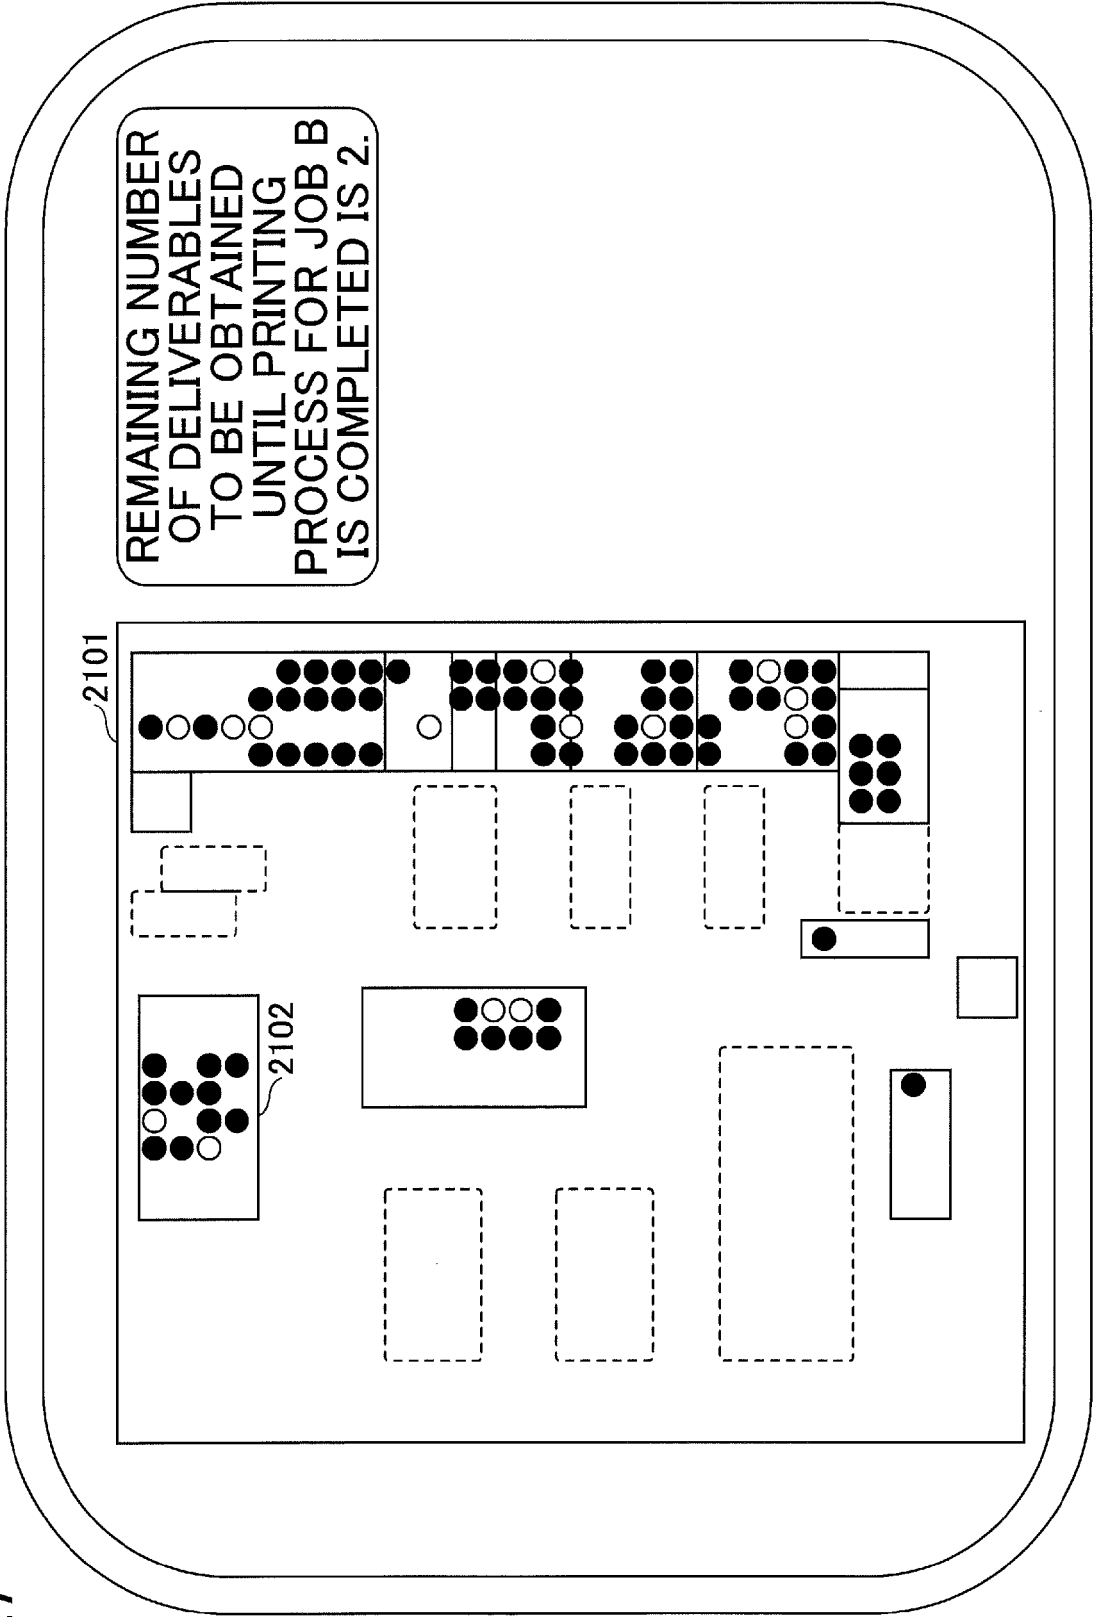 REMAINING NUMBER
OF DELIVERABLES
TO BE OBTAINED
UNTIL PRINTING
PROCESS FOR JOB B
IS COMPLETED IS 2.
2101
2102